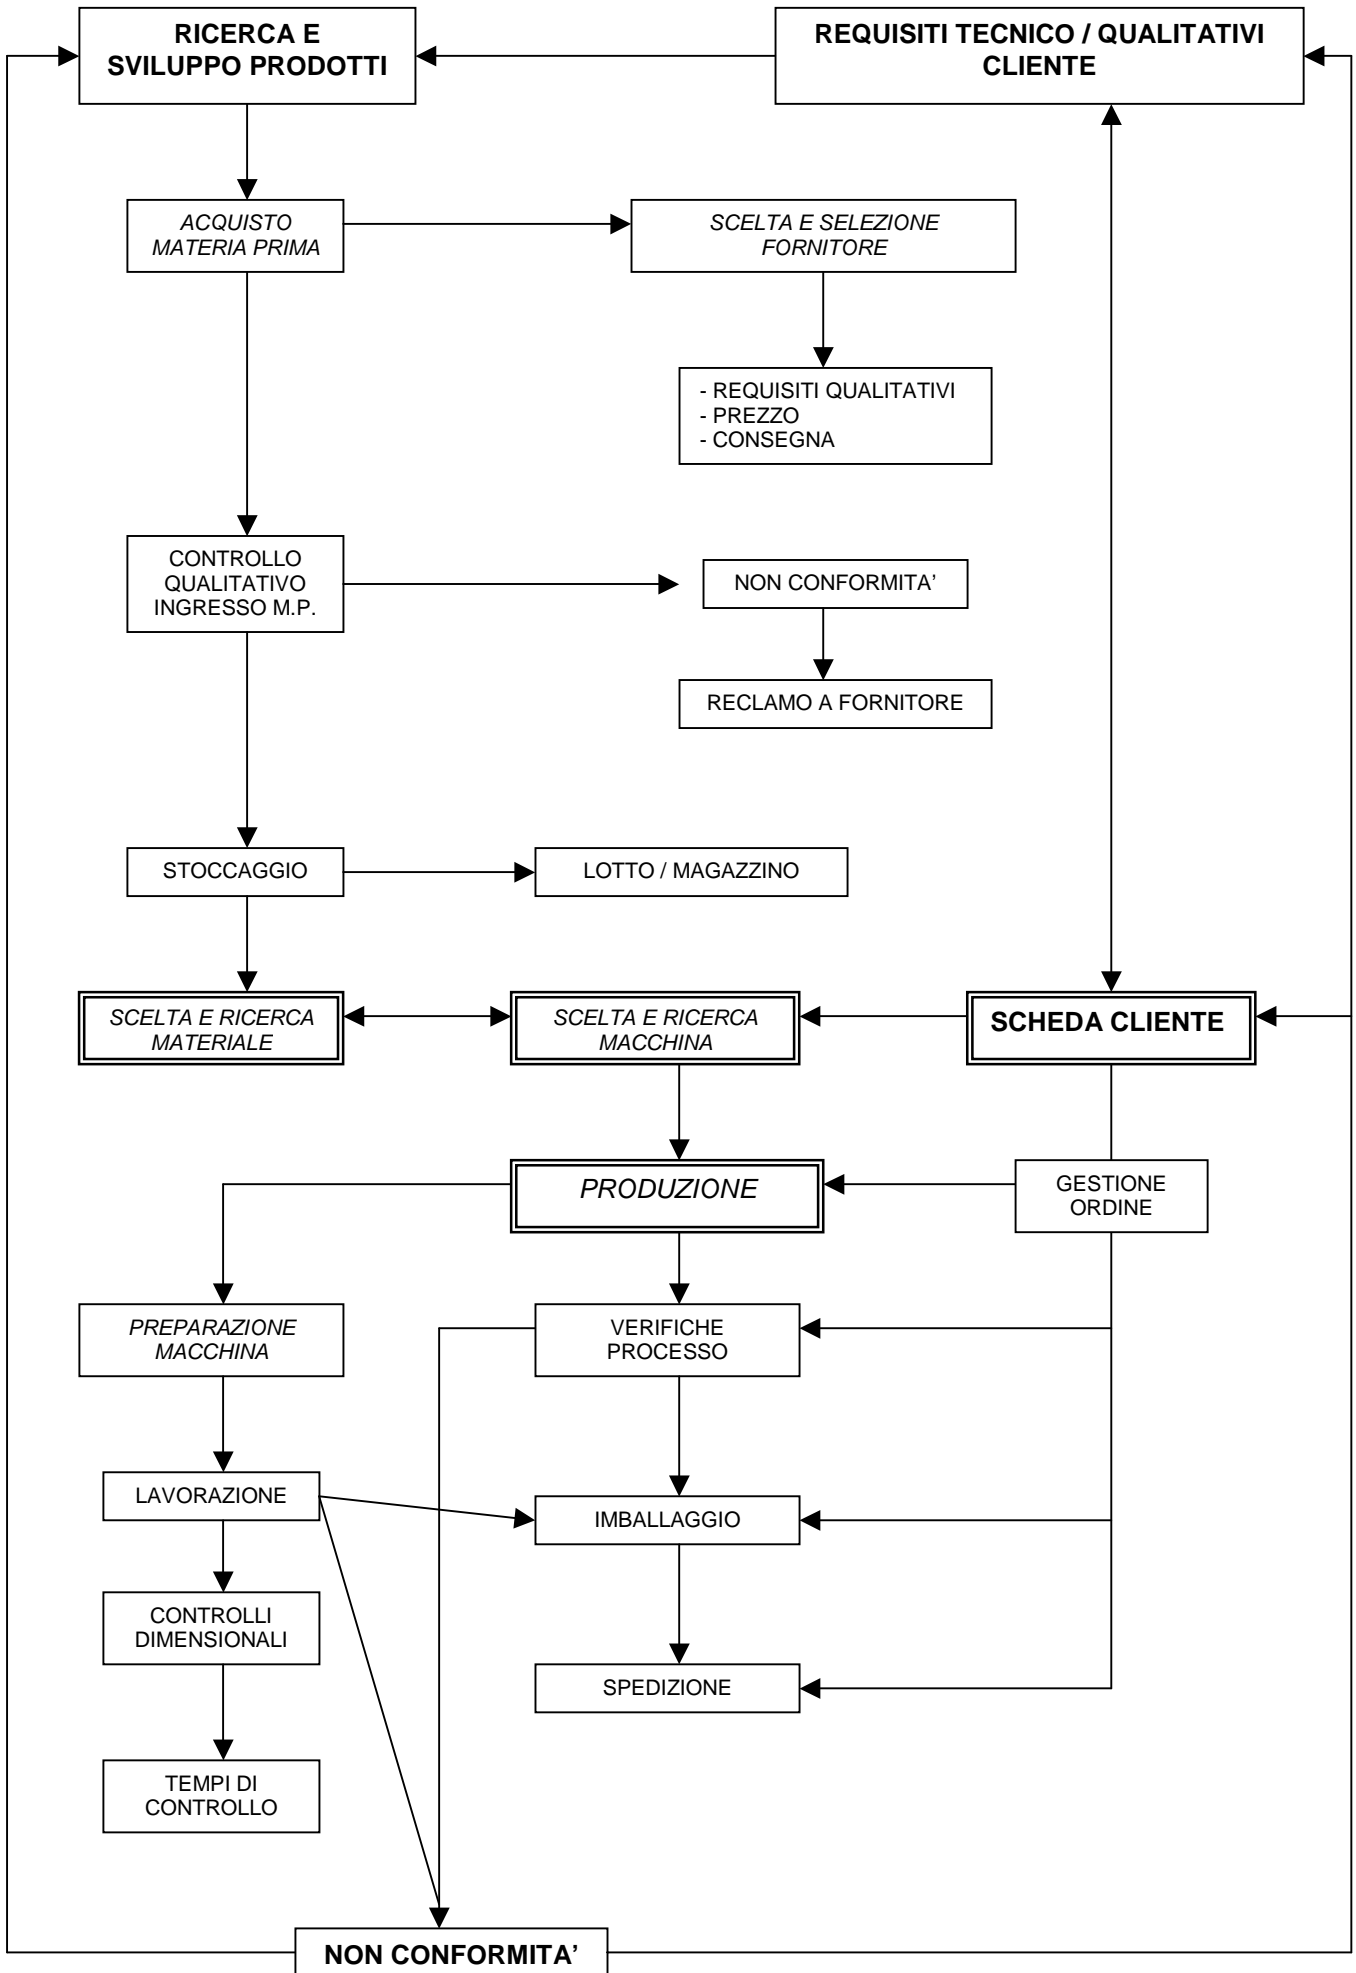 RICERCA E
SVILUPPO PRODOTTI
REQUISITI TECNICO / QUALITATIVI
CLIENTE
ACQUISTO
MATERIA PRIMA
SCELTA E SELEZIONE
FORNITORE
- REQUISITI QUALITATIVI
- PREZZO
- CONSEGNA
CONTROLLO
QUALITATIVO
INGRESSO M.P.
NON CONFORMITA’
RECLAMO A FORNITORE
STOCCAGGIO
LOTTO / MAGAZZINO
SCELTA E RICERCA
MATERIALE
SCELTA E RICERCA
MACCHINA
SCHEDA CLIENTE
PRODUZIONE
GESTIONE
ORDINE
PREPARAZIONE
MACCHINA
VERIFICHE
PROCESSO
LAVORAZIONE
IMBALLAGGIO
CONTROLLI
DIMENSIONALI
SPEDIZIONE
TEMPI DI
CONTROLLO
NON CONFORMITA’